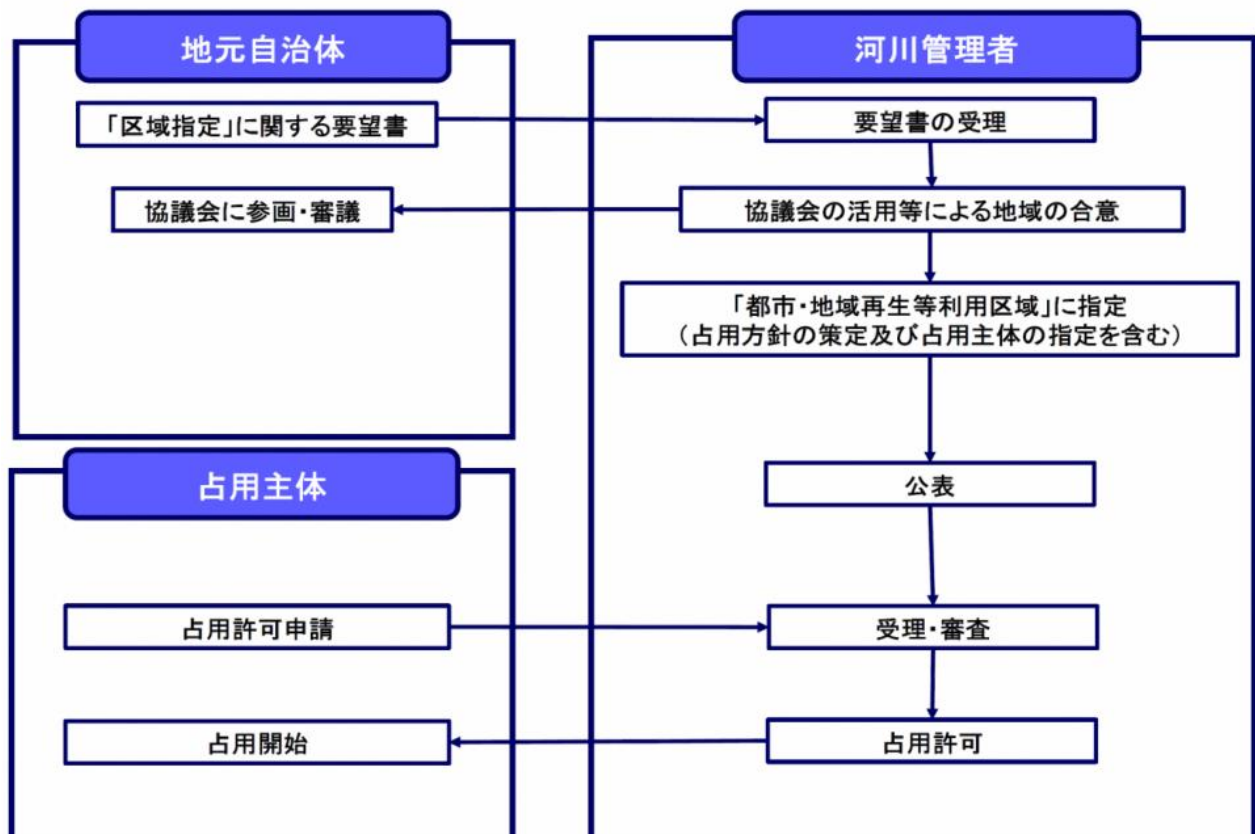 地元自治体
河川管理者
「区域指定」に関する要望書
要望書の受理
協議会に参画・審議
協議会の活用等による地域の合意
「都市・地域再生等利用区域」に指定
（占用方針の策定及び占用主体の指定を含む）
占用主体
公表
占用許可申請
受理・審査
占用開始
占用許可